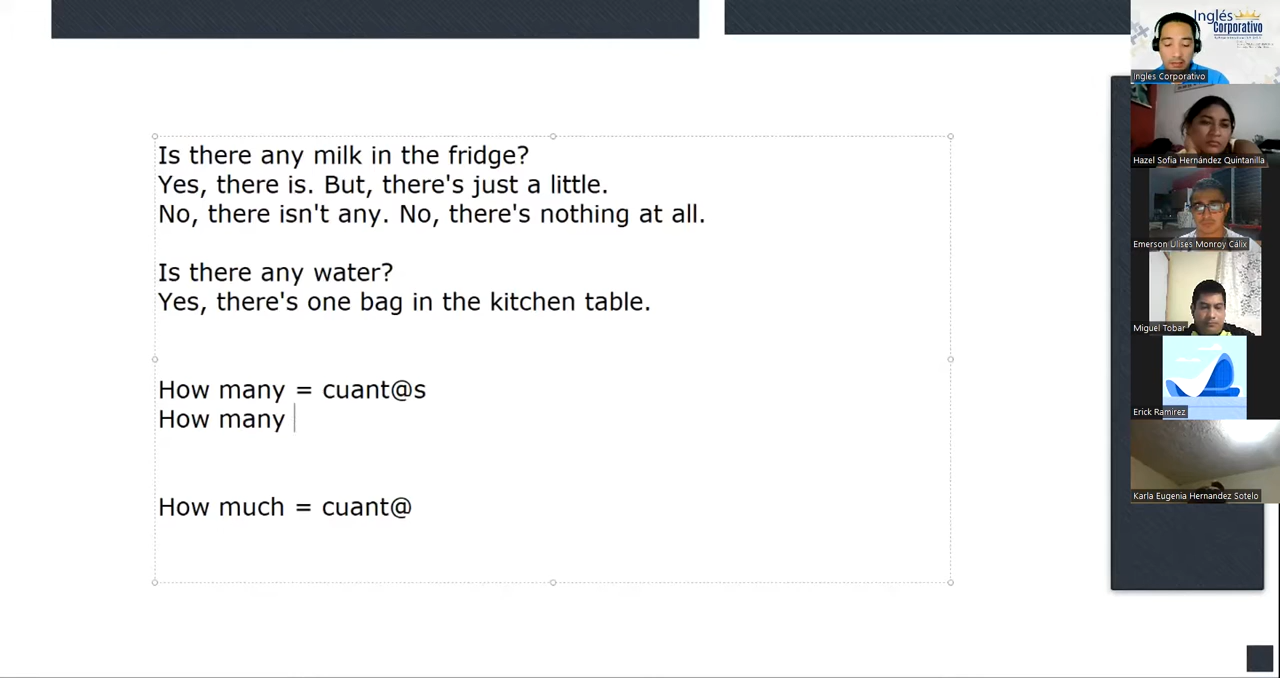 Is there any milk in the fridge?
Yes, there is. But, there's just a little.
No, there isn't any. No, there's nothing at all.
Is there any water?
Yes, there's one bag in the kitchen table.
How many = cuant@s
How many
How much = cuant@
Inglés
Corporativo
Ingles Corporativo
Hazel Sofia Hernández Quintanilla
Emerson Ulises Monroy Cálix
Miguel Tobar
Erick Ramirez
Karla Eugenia Hernandez Sotelo